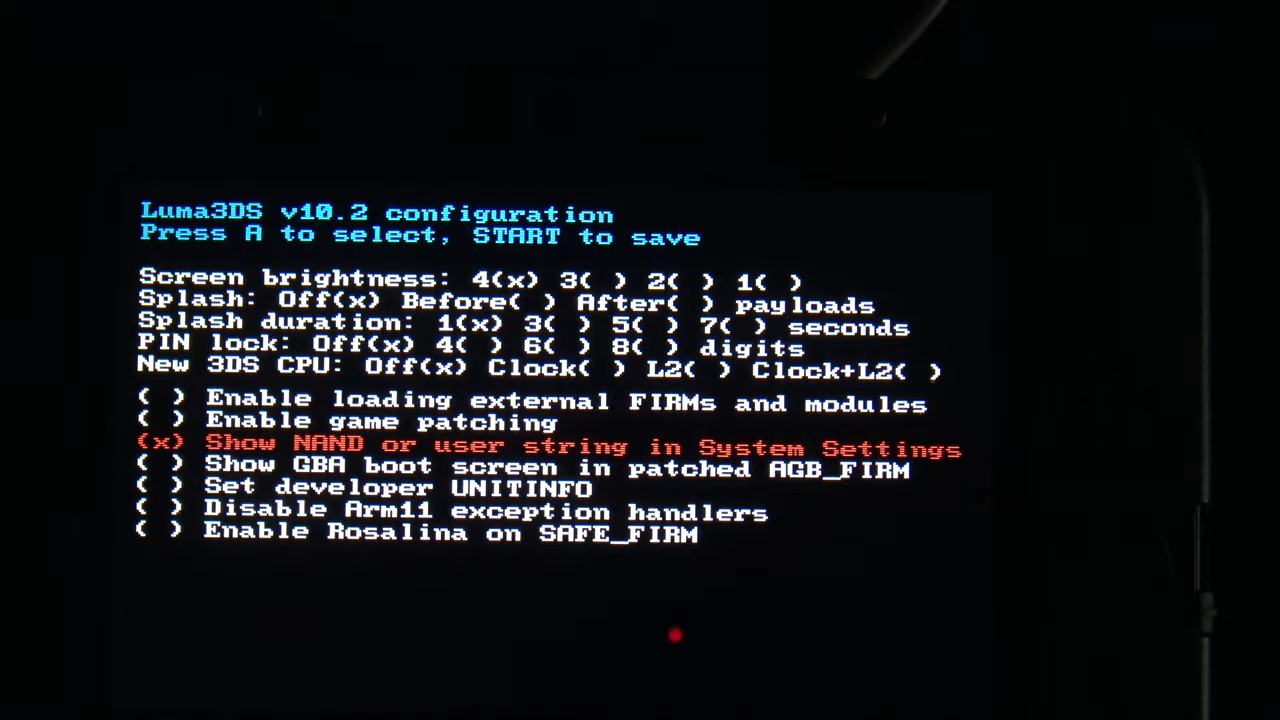 Luma3DS v10.2 configuration
Press A to select, START to save
Screen brightness: 4(x) 3( ) 2( ) 1( )
Splash: Off(x) Before( ) After( ) payloads
Splash duration: 1(x) 3( ) 5( ) 7( ) seconds
PIN lock: Off(x) 4( ) 6( ) 8( ) digits
New 3DS CPU: Off(x) Clock( ) L2( ) Clock+L2( )
( ) Enable loading external FIRMs and modules
( ) Enable game patching
(x) Show NAND or user string in System Settings
( ) Show GBA boot screen in patched AGB_FIRM
( ) Set developer UNITINFO
( ) Disable Arm11 exception handlers
( ) Enable Rosalina on SAFE_FIRM